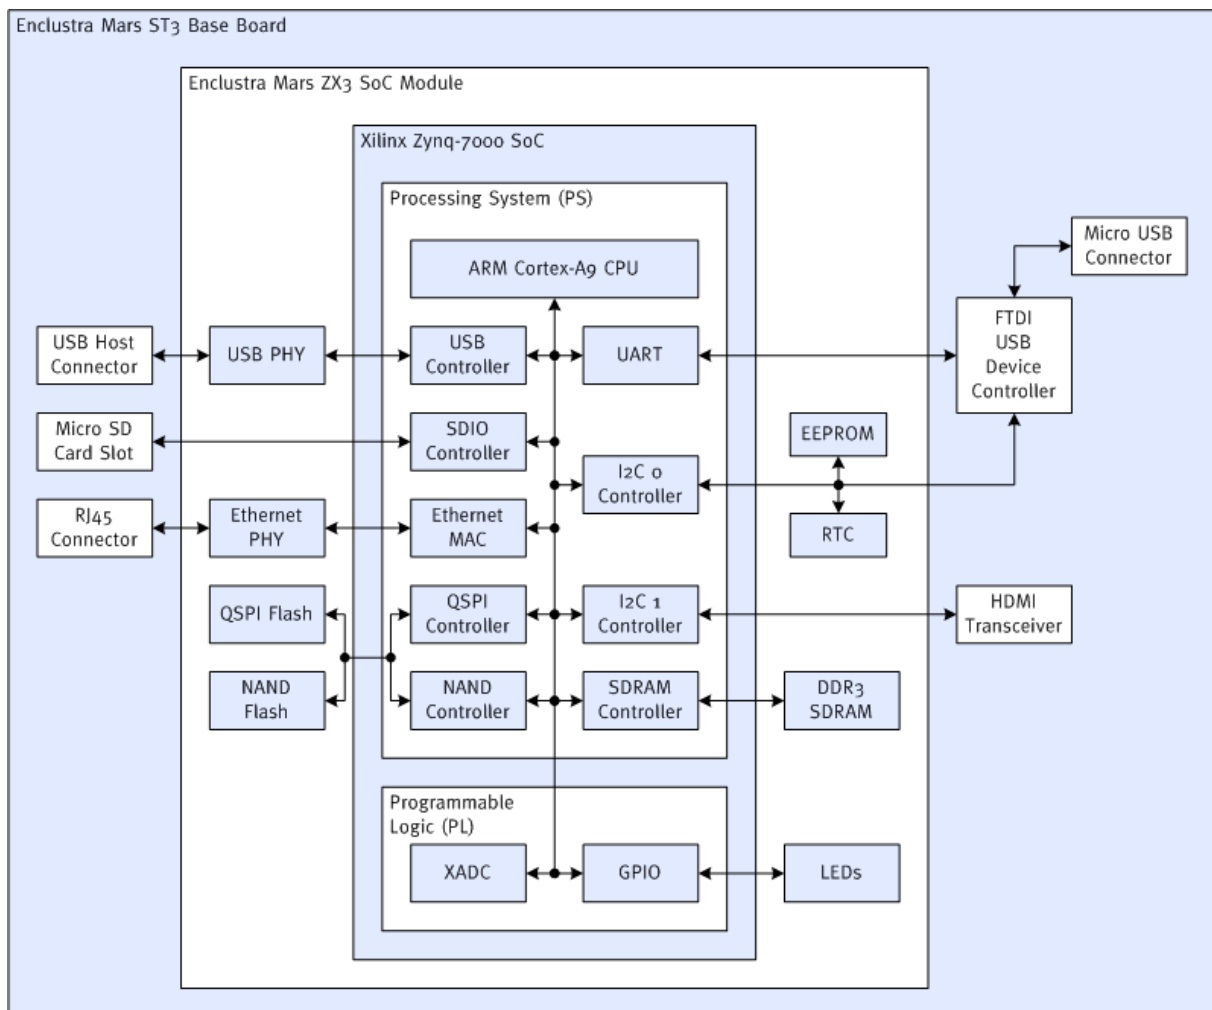 Enclustra Mars ST3 Base Board
Enclustra Mars ZX3 SoC Module
Xilinx Zynq-7000 SoC
Processing System (PS)
ARM Cortex-A9 CPU
Micro USB
Connector
USB Host
Connector
USB PHY
USB
Controller
UART
FTDI
USB
Device
Controller
Micro SD
Card Slot
SDIO
Controller
EEPROM
I2C 0
Controller
RJ45
Connector
Ethernet
PHY
Ethernet
MAC
RTC
QSPI Flash
QSPI
Controller
I2C 1
Controller
HDMI
Transceiver
NAND
Flash
NAND
Controller
SDRAM
Controller
DDR3
SDRAM
Programmable
Logic (PL)
XADC
GPIO
LEDs